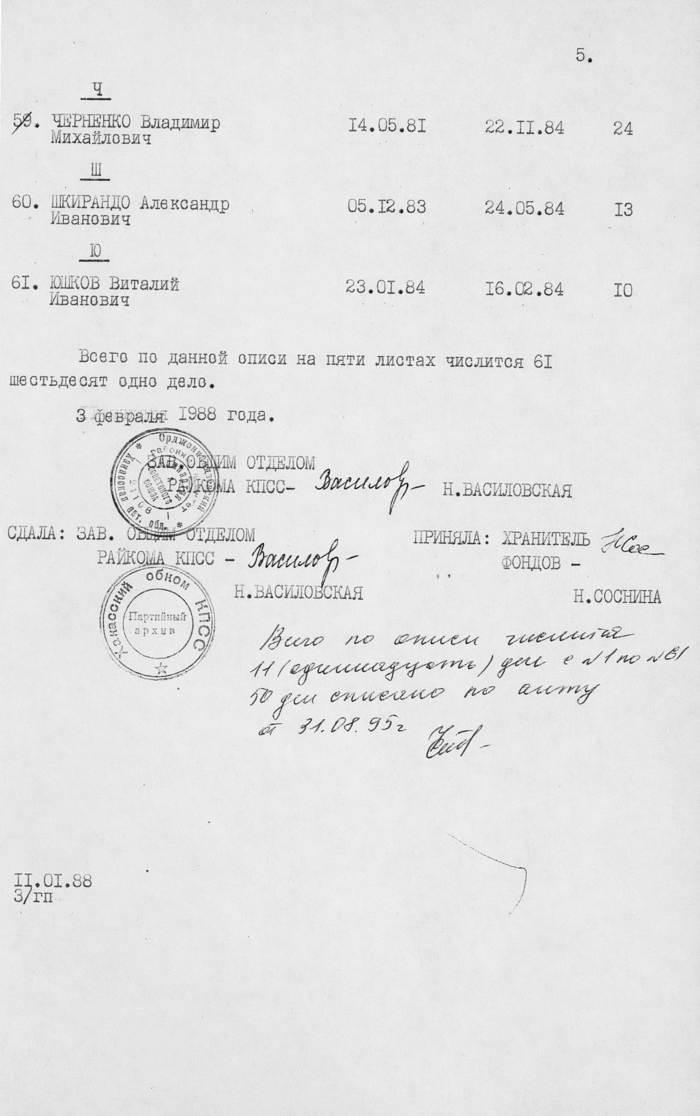 5.
Ч
59. ЧЕРНЕНКО Владимир 14.05.81 22.11.84 24
Михайлович
Ш
60. ШКИРАНДО Александр 05.12.83 24.05.84 13
Иванович
Ю
61. ЮШКОВ Виталий 23.01.84 16.02.84 10
Иванович
Всего по данной описи на пяти листах числится 61
шестьдесят одно дело.
3 февраля 1988 года.
ЗАВ.ОБЩИМ ОТДЕЛОМ
РАЙКОМА КПСС- Василов Н.ВАСИЛОВСКАЯ
СДАЛА: ЗАВ. ОБЩИМ ОТДЕЛОМ ПРИНЯЛА: ХРАНИТЕЛЬ
РАЙКОМА КПСС - Василов ФОНДОВ -
Н.ВАСИЛОВСКАЯ Н.СОСНИНА
Хакасский обком КПСС
Партийный
архив
Всего по описи числится
11 (одиннадцать) дел с №1 по №61
50 дел списано по акту
от 31.08.95г
11.01.88
3/гп